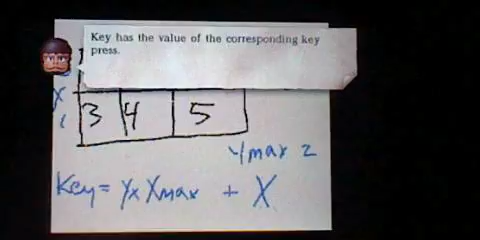 Key has the value of the corresponding key
press.
X
3 4 5
Ymax 2
Key = Yx Xmax + X